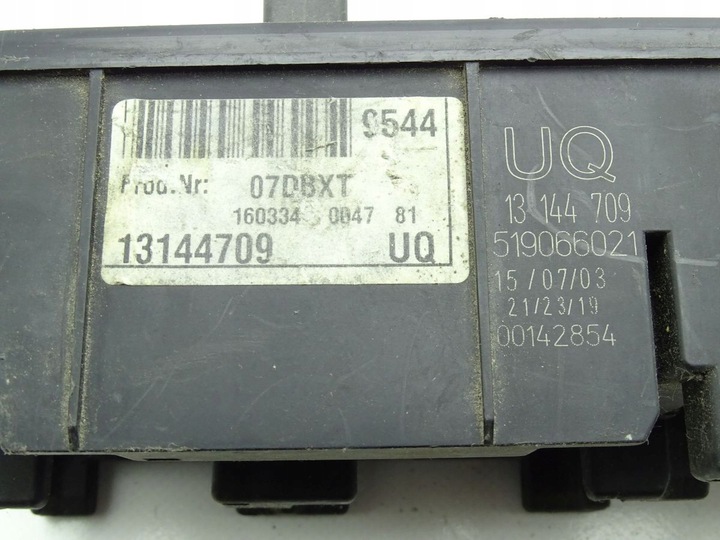 9544
Prod.Nr: 07DBXT
160334 0047 81
13144709 UQ
UQ
13 144 709
519066021
15/07/03
21/23/19
00142854